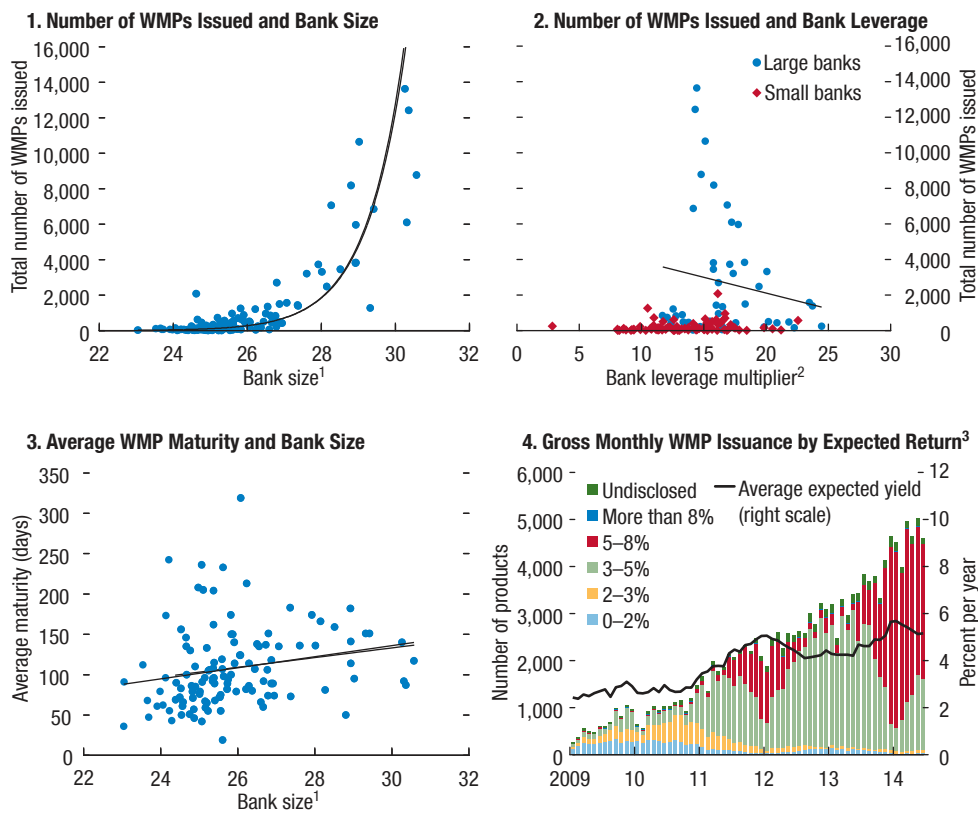 1. Number of WMPs Issued and Bank Size
16,000
14,000
12,000
10,000
8,000
6,000
4,000
2,000
0
22 24 26 28 30 32
Total number of WMPs issued
Bank size1
2. Number of WMPs Issued and Bank Leverage
Large banks
Small banks
16,000
14,000
12,000
10,000
8,000
6,000
4,000
2,000
0
0 5 10 15 20 25 30
Total number of WMPs issued
Bank leverage multiplier2
3. Average WMP Maturity and Bank Size
350
300
250
200
150
100
50
0
22 24 26 28 30 32
Average maturity (days)
Bank size1
4. Gross Monthly WMP Issuance by Expected Return3
6,000
5,000
4,000
3,000
2,000
1,000
0
Number of products
Undisclosed
More than 8%
5–8%
3–5%
2–3%
0–2%
Average expected yield
(right scale)
12
10
8
6
4
2
0
Percent per year
2009 10 11 12 13 14